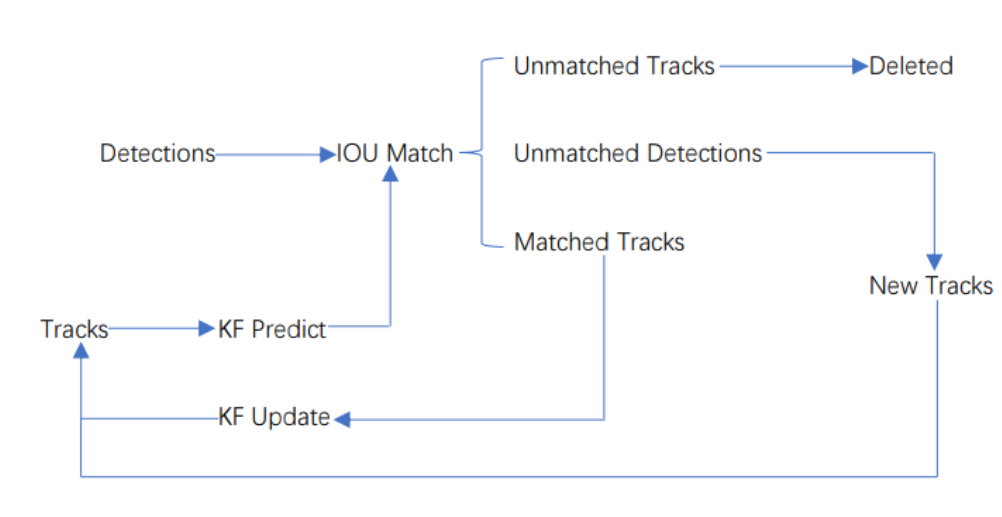 Unmatched Tracks
Deleted
Detections
IOU Match
Unmatched Detections
Matched Tracks
New Tracks
Tracks
KF Predict
KF Update